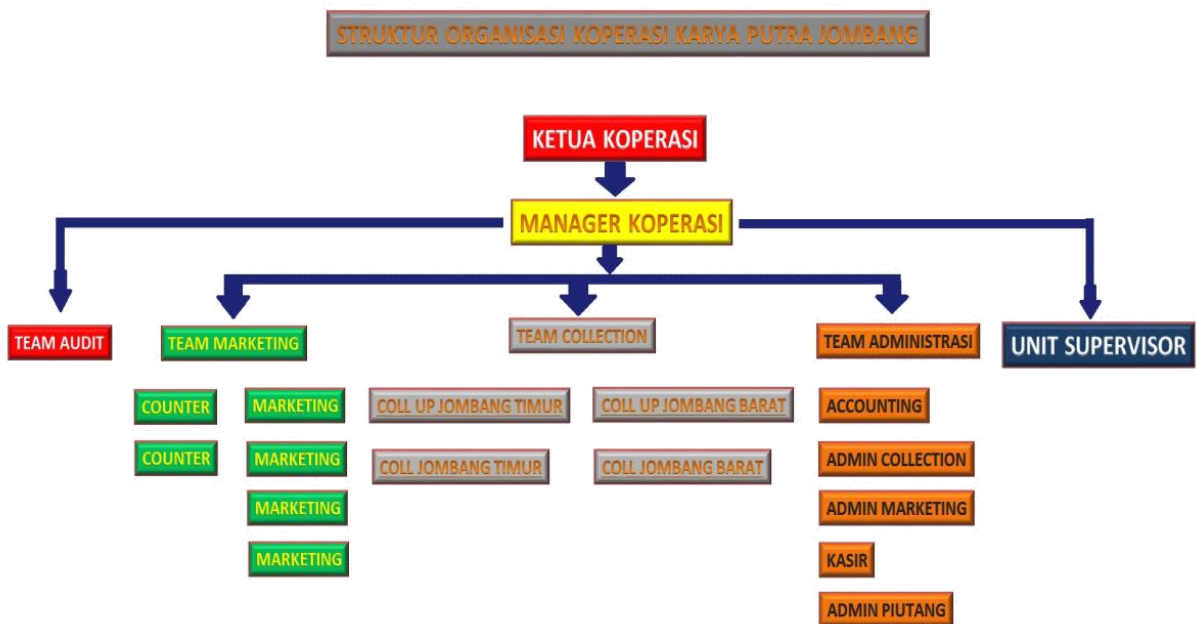 STRUKTUR ORGANISASI KOPERASI KARYA PUTRA JOMBANG
KETUA KOPERASI
MANAGER KOPERASI
TEAM AUDIT
TEAM MARKETING
TEAM COLLECTION
TEAM ADMINISTRASI
UNIT SUPERVISOR
COUNTER
MARKETING
COLL UP JOMBANG TIMUR
COLL UP JOMBANG BARAT
ACCOUNTING
COUNTER
MARKETING
COLL JOMBANG TIMUR
COLL JOMBANG BARAT
ADMIN COLLECTION
MARKETING
ADMIN MARKETING
MARKETING
KASIR
ADMIN PIUTANG